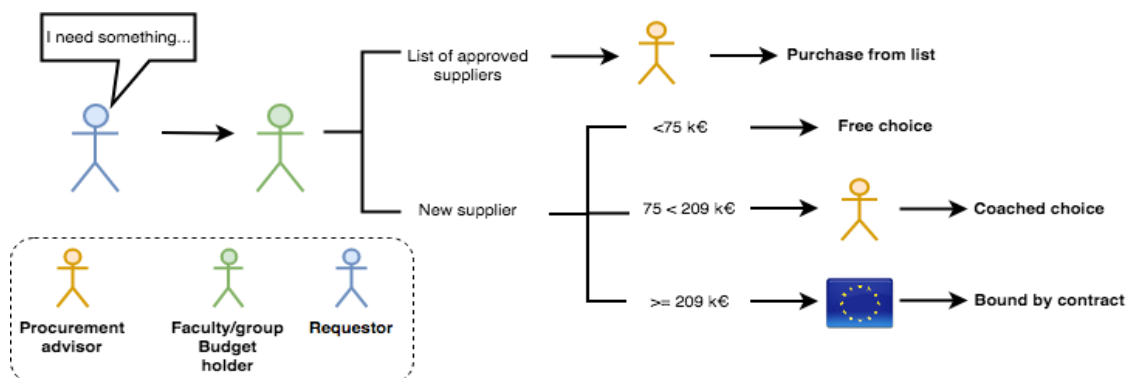 I need something...
List of approved
suppliers
Purchase from list
<75 k€
Free choice
New supplier
75 < 209 k€
Coached choice
>= 209 k€
Bound by contract
Procurement
advisor
Faculty/group
Budget
holder
Requestor